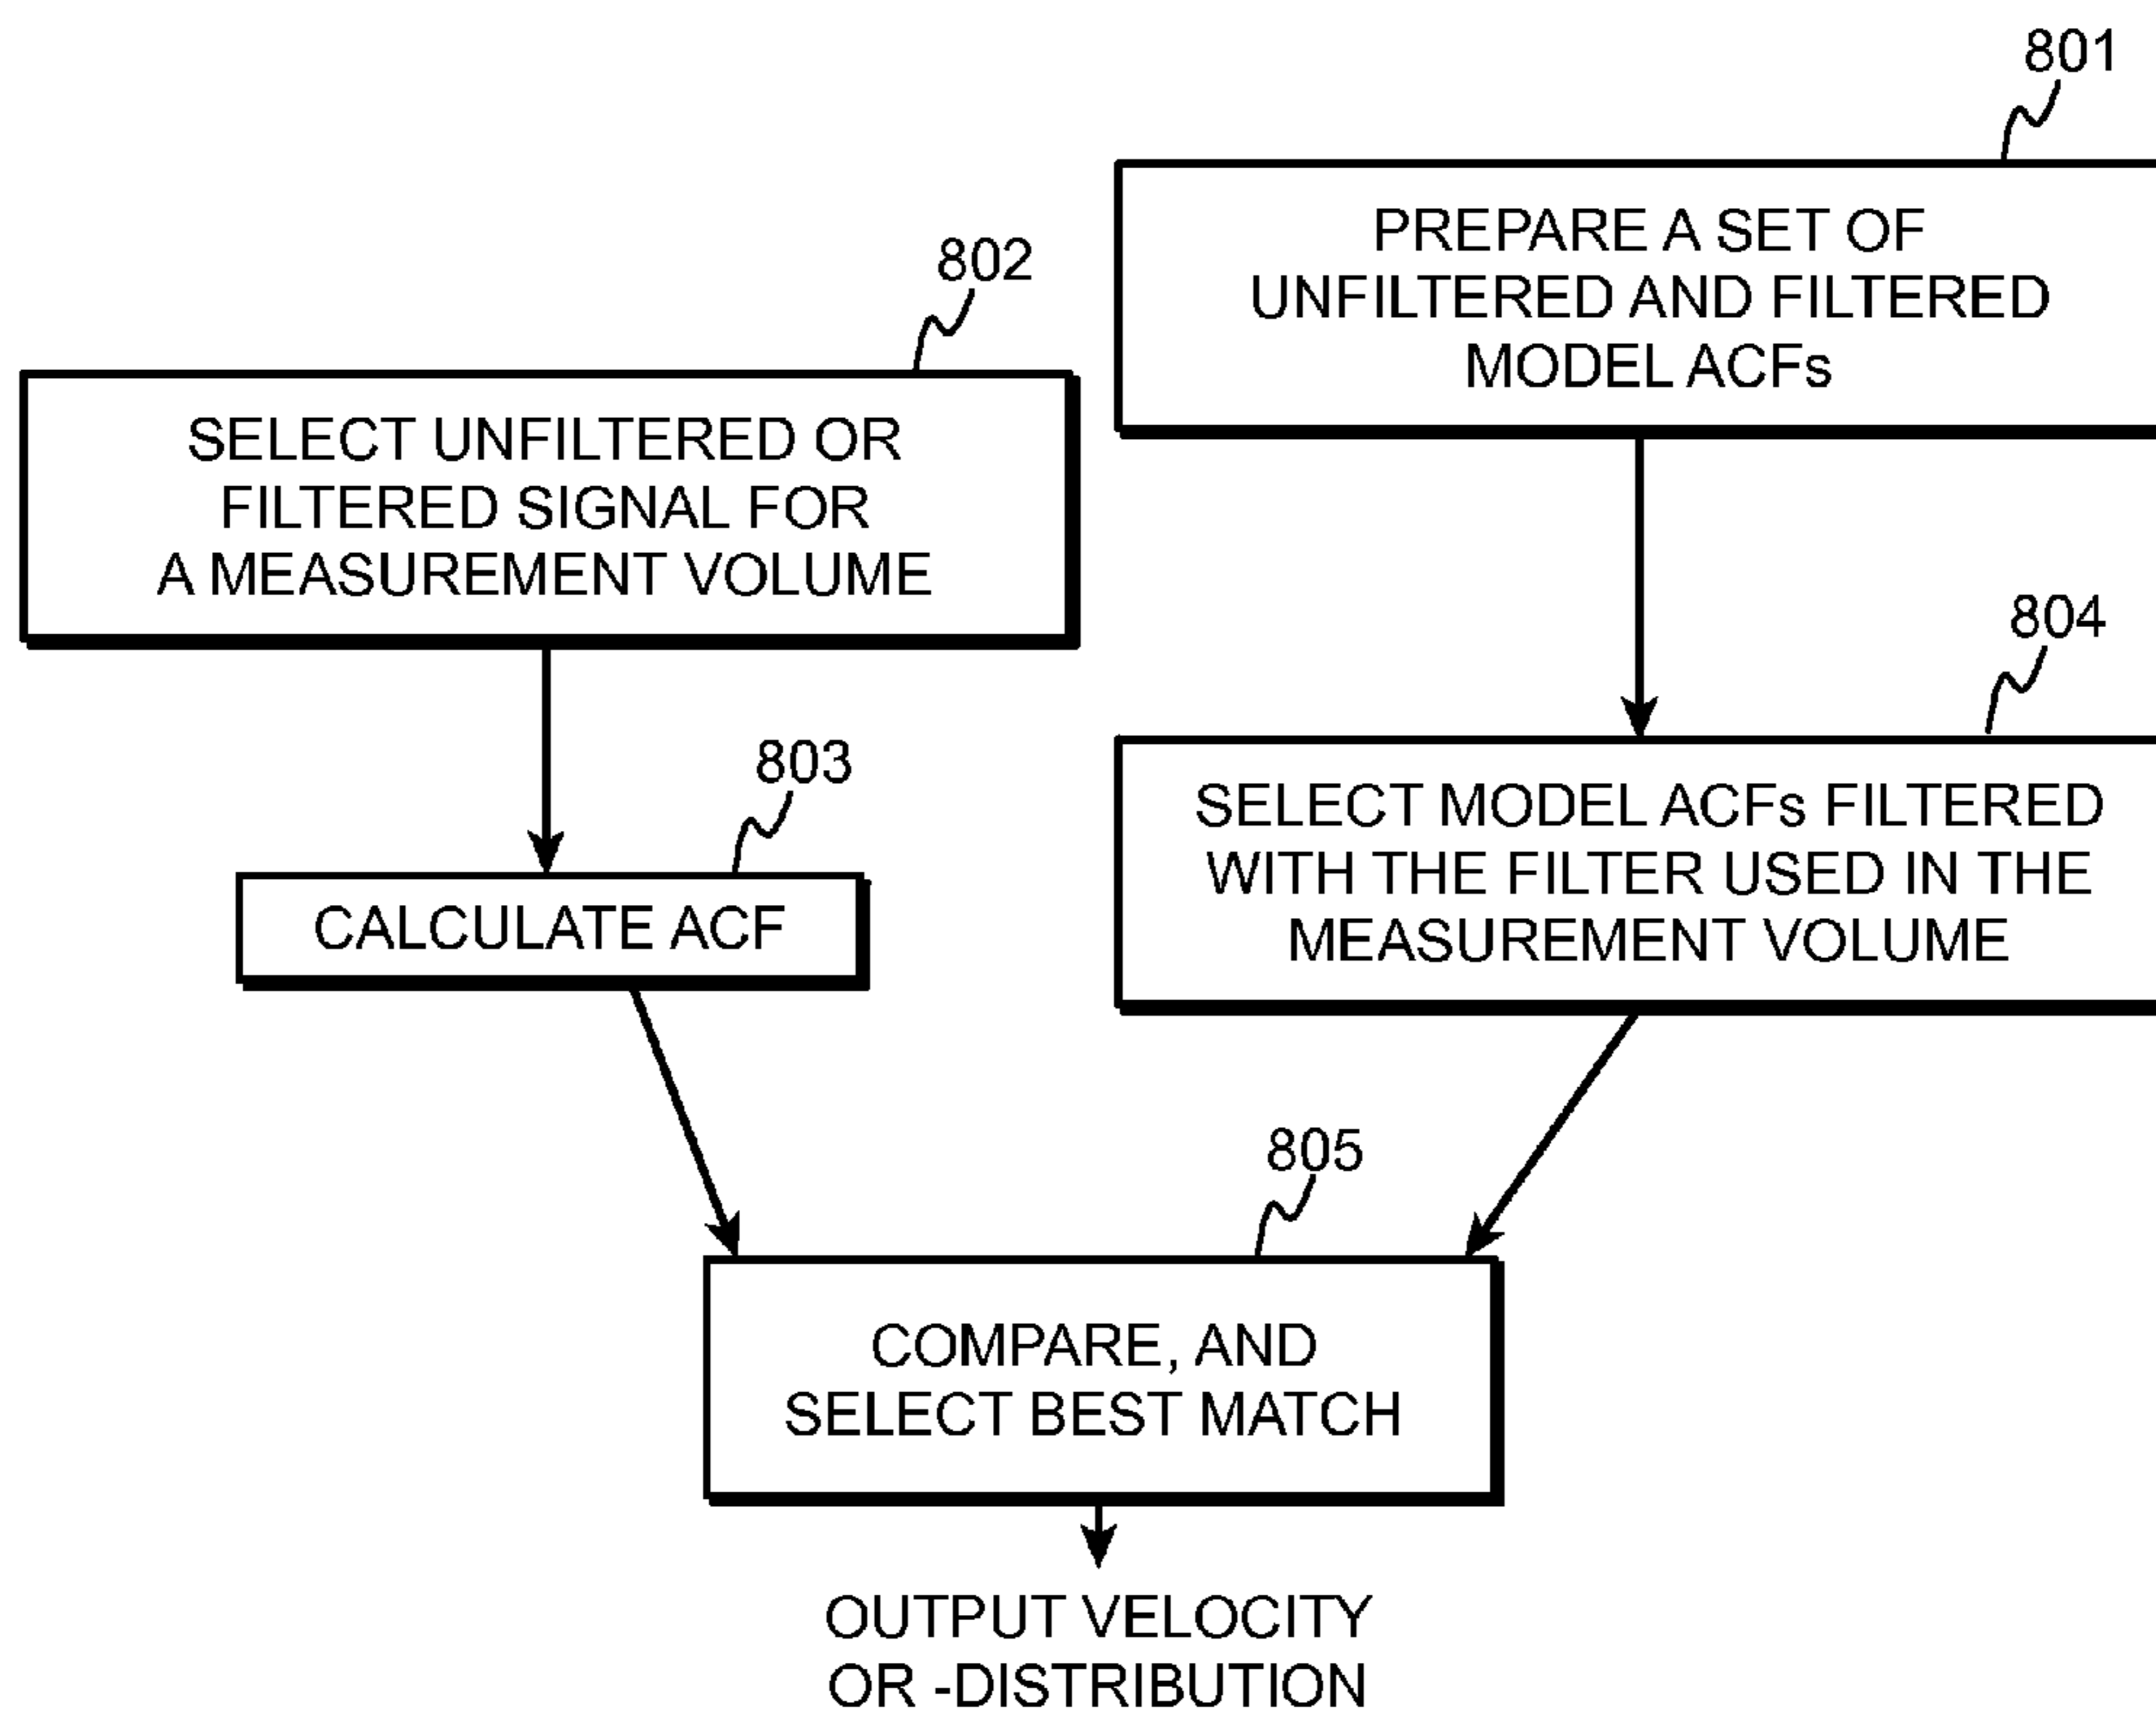 801
PREPARE A SET OF
UNFILTERED AND FILTERED
MODEL ACFs
802
SELECT UNFILTERED OR
FILTERED SIGNAL FOR
A MEASUREMENT VOLUME
803
CALCULATE ACF
804
SELECT MODEL ACFs FILTERED
WITH THE FILTER USED IN THE
MEASUREMENT VOLUME
805
COMPARE, AND
SELECT BEST MATCH
OUTPUT VELOCITY
OR -DISTRIBUTION